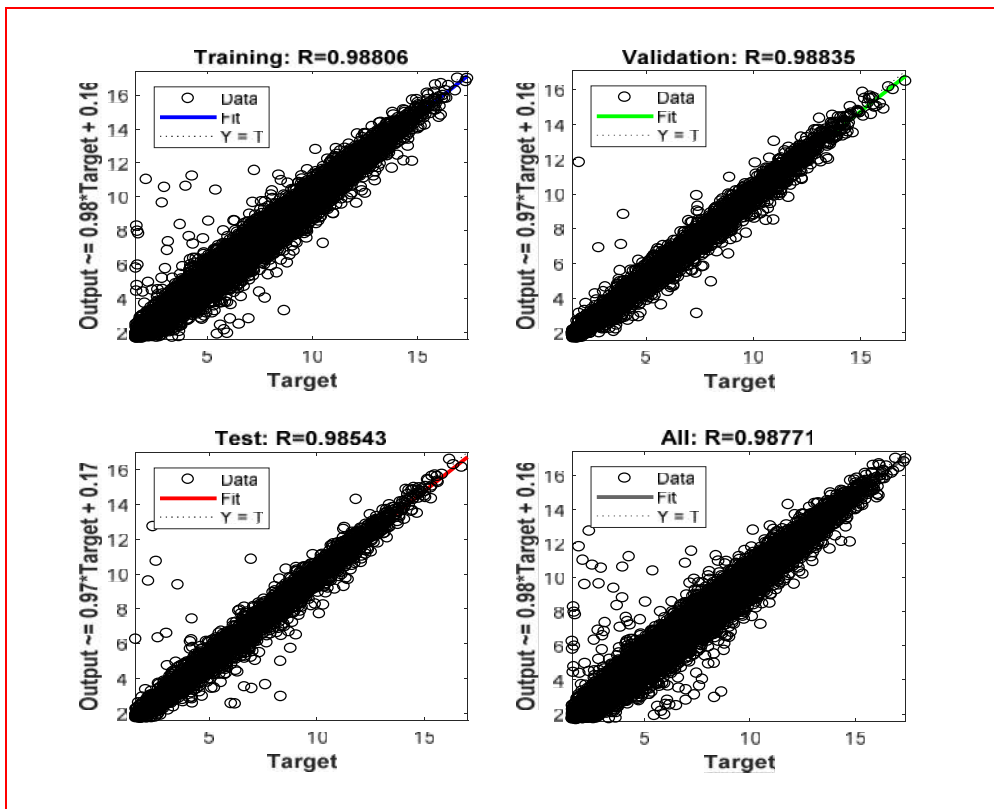 Training: R=0.98806
Output ~= 0.98*Target + 0.16
16
14
12
10
8
6
4
2
Data
Fit
Y = T
5
10
15
Target
Validation: R=0.98835
Output ~= 0.97*Target + 0.16
16
14
12
10
8
6
4
2
Data
Fit
Y = T
5
10
15
Target
Test: R=0.98543
Output ~= 0.97*Target + 0.17
16
14
12
10
8
6
4
2
Data
Fit
Y = T
5
10
15
Target
All: R=0.98771
Output ~= 0.98*Target + 0.16
16
14
12
10
8
6
4
2
Data
Fit
Y = T
5
10
15
Target